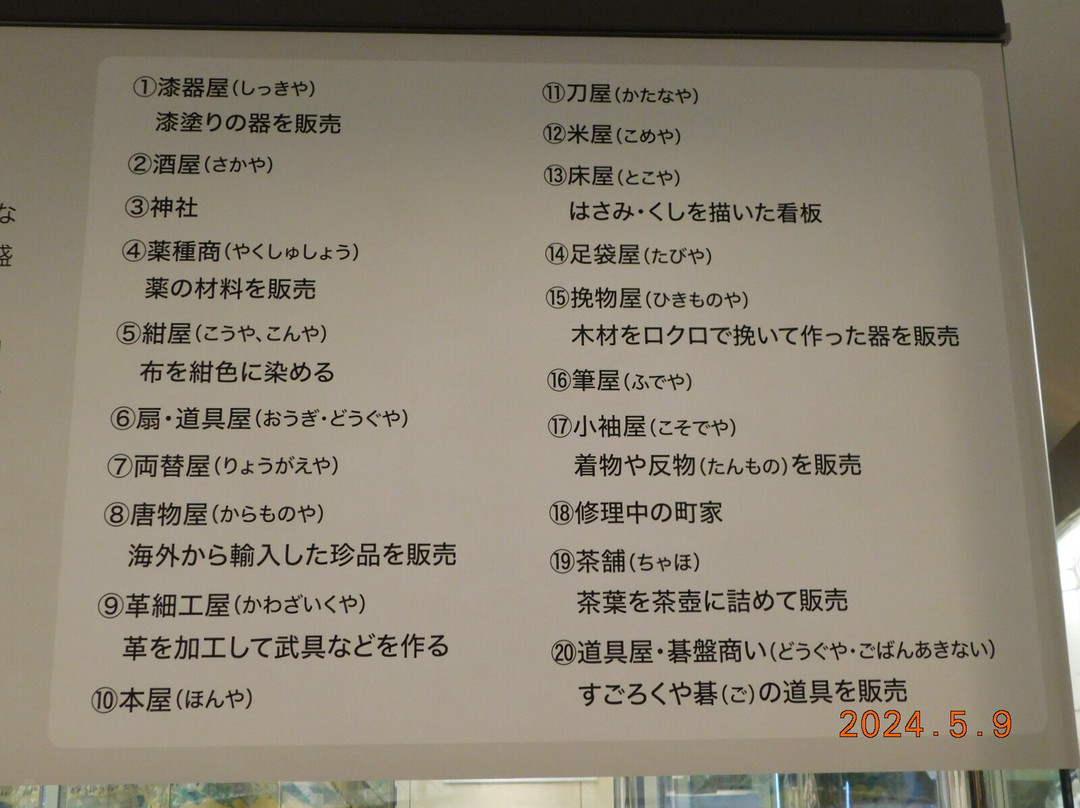 ①漆器屋(しっきや)
漆塗りの器を販売
②酒屋(さかや)
③神社
④薬種商(やくしゅしょう)
薬の材料を販売
⑤紺屋(こうや、こんや)
布を紺色に染める
⑥扇・道具屋(おうぎ・どうぐや)
⑦両替屋(りょうがえや)
⑧唐物屋(からものや)
海外から輸入した珍品を販売
⑨革細工屋(かわざいくや)
革を加工して武具などを作る
⑩本屋(ほんや)
⑪刀屋(かたなや)
⑫米屋(こめや)
⑬床屋(とこや)
はさみ・くしを描いた看板
⑭足袋屋(たびや)
⑮挽物屋(ひきものや)
木材をロクロで挽いて作った器を販売
⑯筆屋(ふでや)
⑰小袖屋(こそでや)
着物や反物(たんもの)を販売
⑱修理中の町家
⑲茶舗(ちゃほ)
茶葉を茶壺に詰めて販売
⑳道具屋・碁盤商い(どうぐや・ごばんあきない)
すごろくや碁(ご)の道具を販売
2024.5.9
な
盛